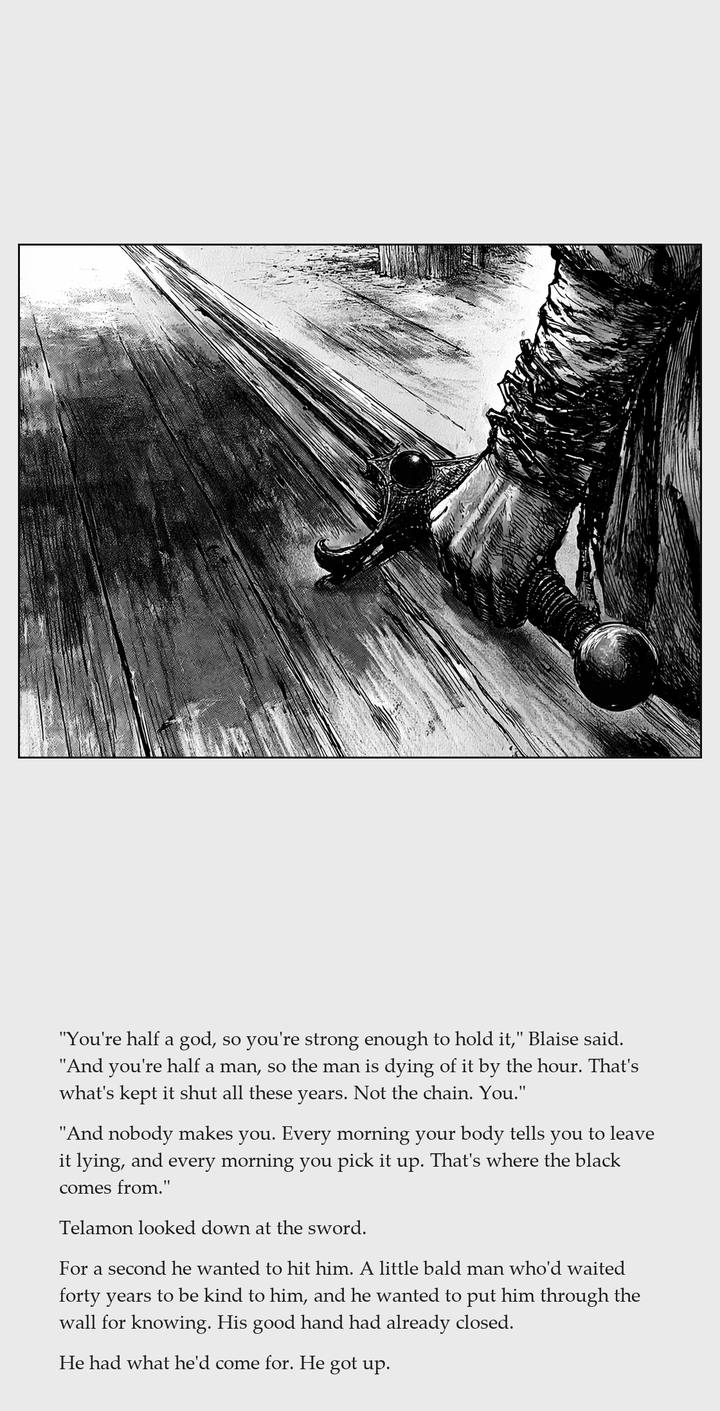 "You're half a god, so you're strong enough to hold it," Blaise said.
"And you're half a man, so the man is dying of it by the hour. That's
what's kept it shut all these years. Not the chain. You."
"And nobody makes you. Every morning your body tells you to leave
it lying, and every morning you pick it up. That's where the black
comes from."
Telamon looked down at the sword.
For a second he wanted to hit him. A little bald man who'd waited
forty years to be kind to him, and he wanted to put him through the
wall for knowing. His good hand had already closed.
He had what he'd come for. He got up.